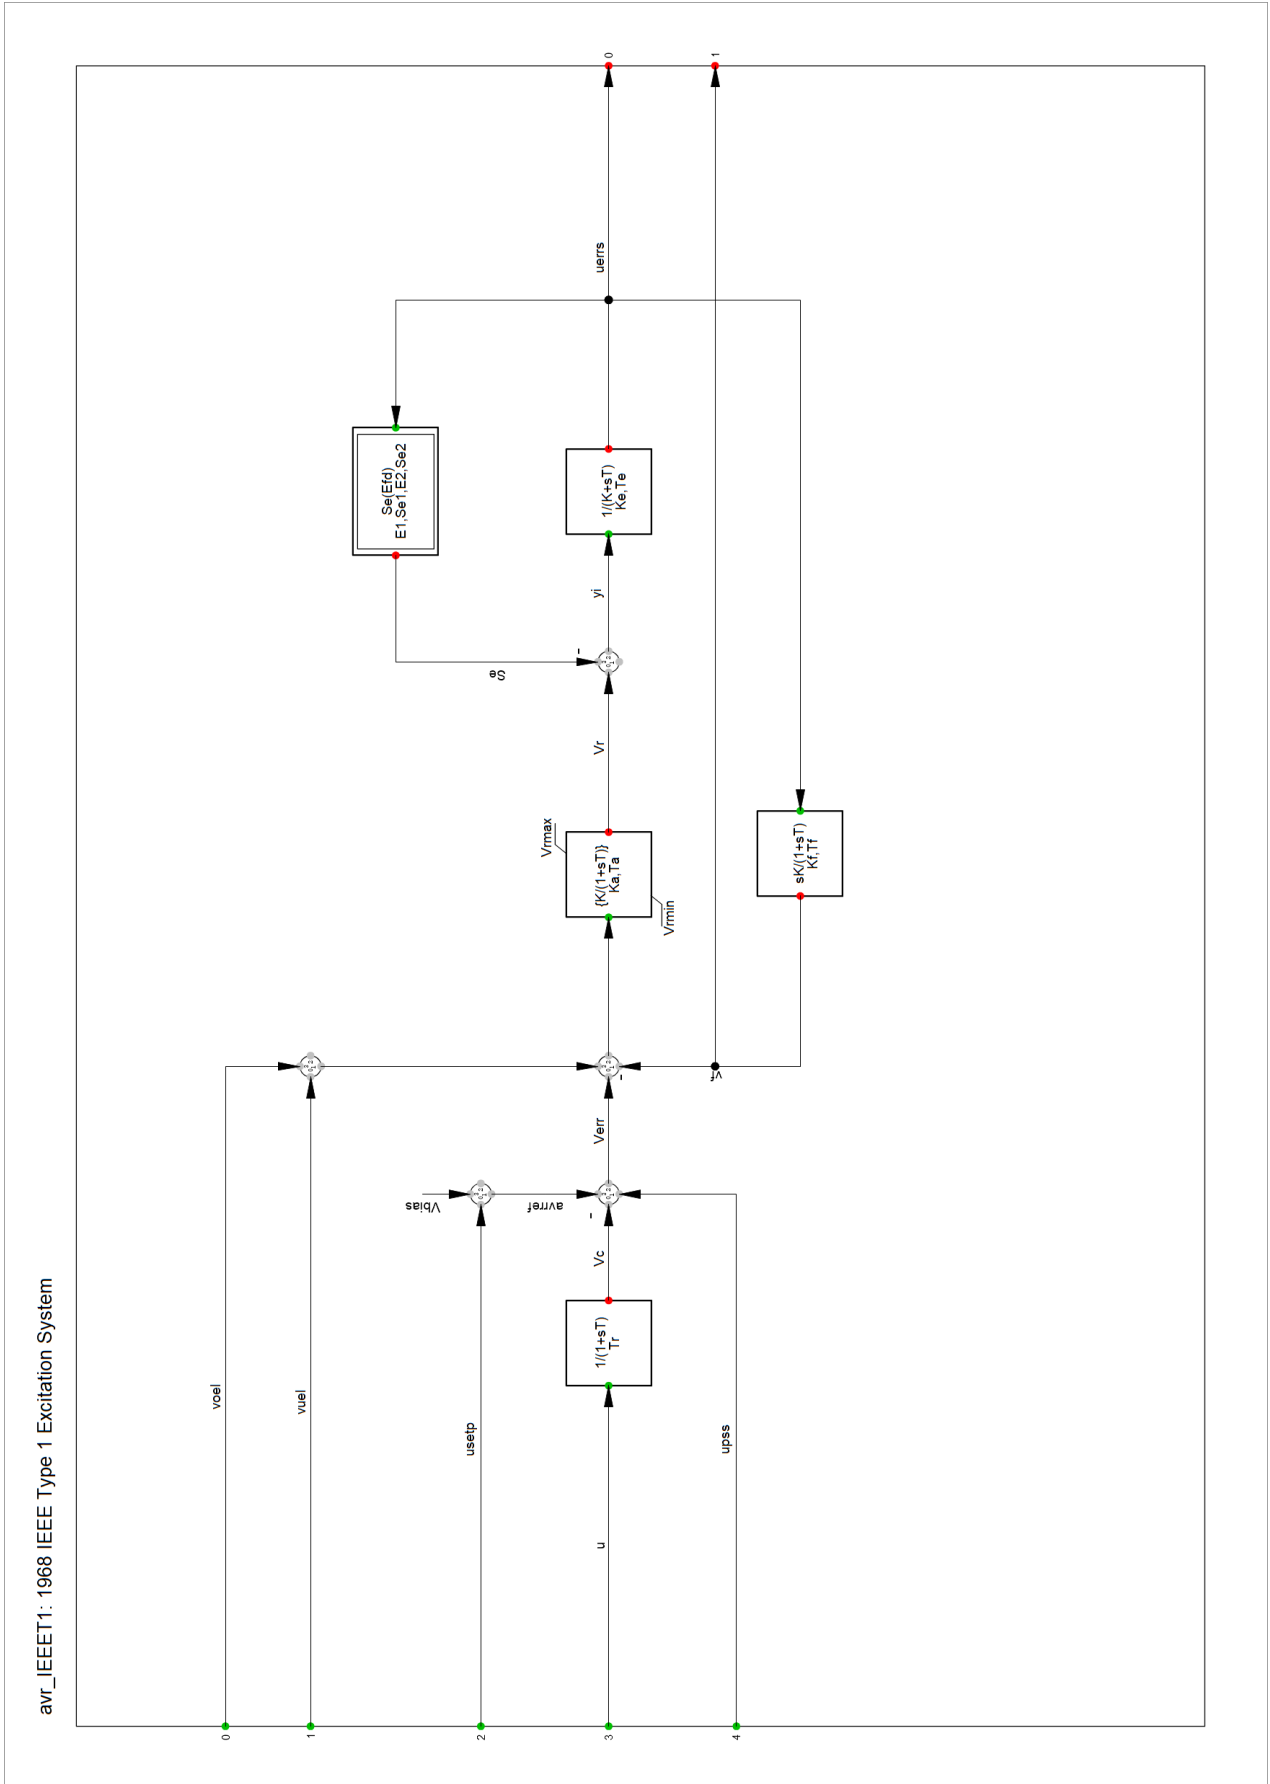 avr_IEEET1: 1968 IEEE Type 1 Excitation System
0
1
2
3
4
voel
vuel
usetp
u
upss
1/(1+sT)
Tr
Vc
-
Vbias
avrref
Verr
-
vf
{K/(1+sT)}
Ka,Ta
Vrmax
Vrmin
sK/(1+sT)
Kf,Tf
Vr
Se
-
yi
Se(Efd)
E1,Se1,E2,Se2
1/(K+sT)
Ke,Te
uerrs
0
1